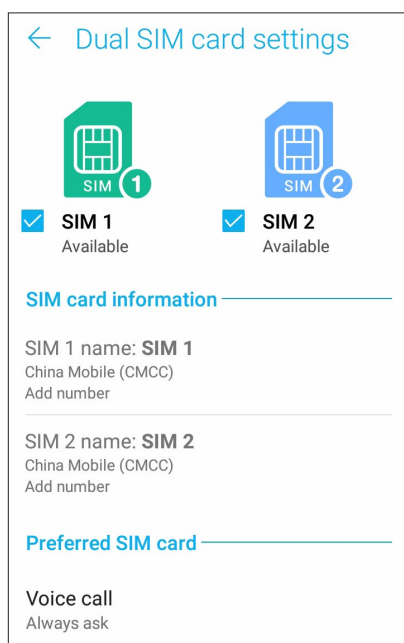 Dual SIM card settings
SIM 1
SIM 2
SIM 1
SIM 2
Available
Available
SIM card information
SIM 1 name: SIM 1
China Mobile (CMCC)
Add number
SIM 2 name: SIM 2
China Mobile (CMCC)
Add number
Preferred SIM card
Voice call
Always ask